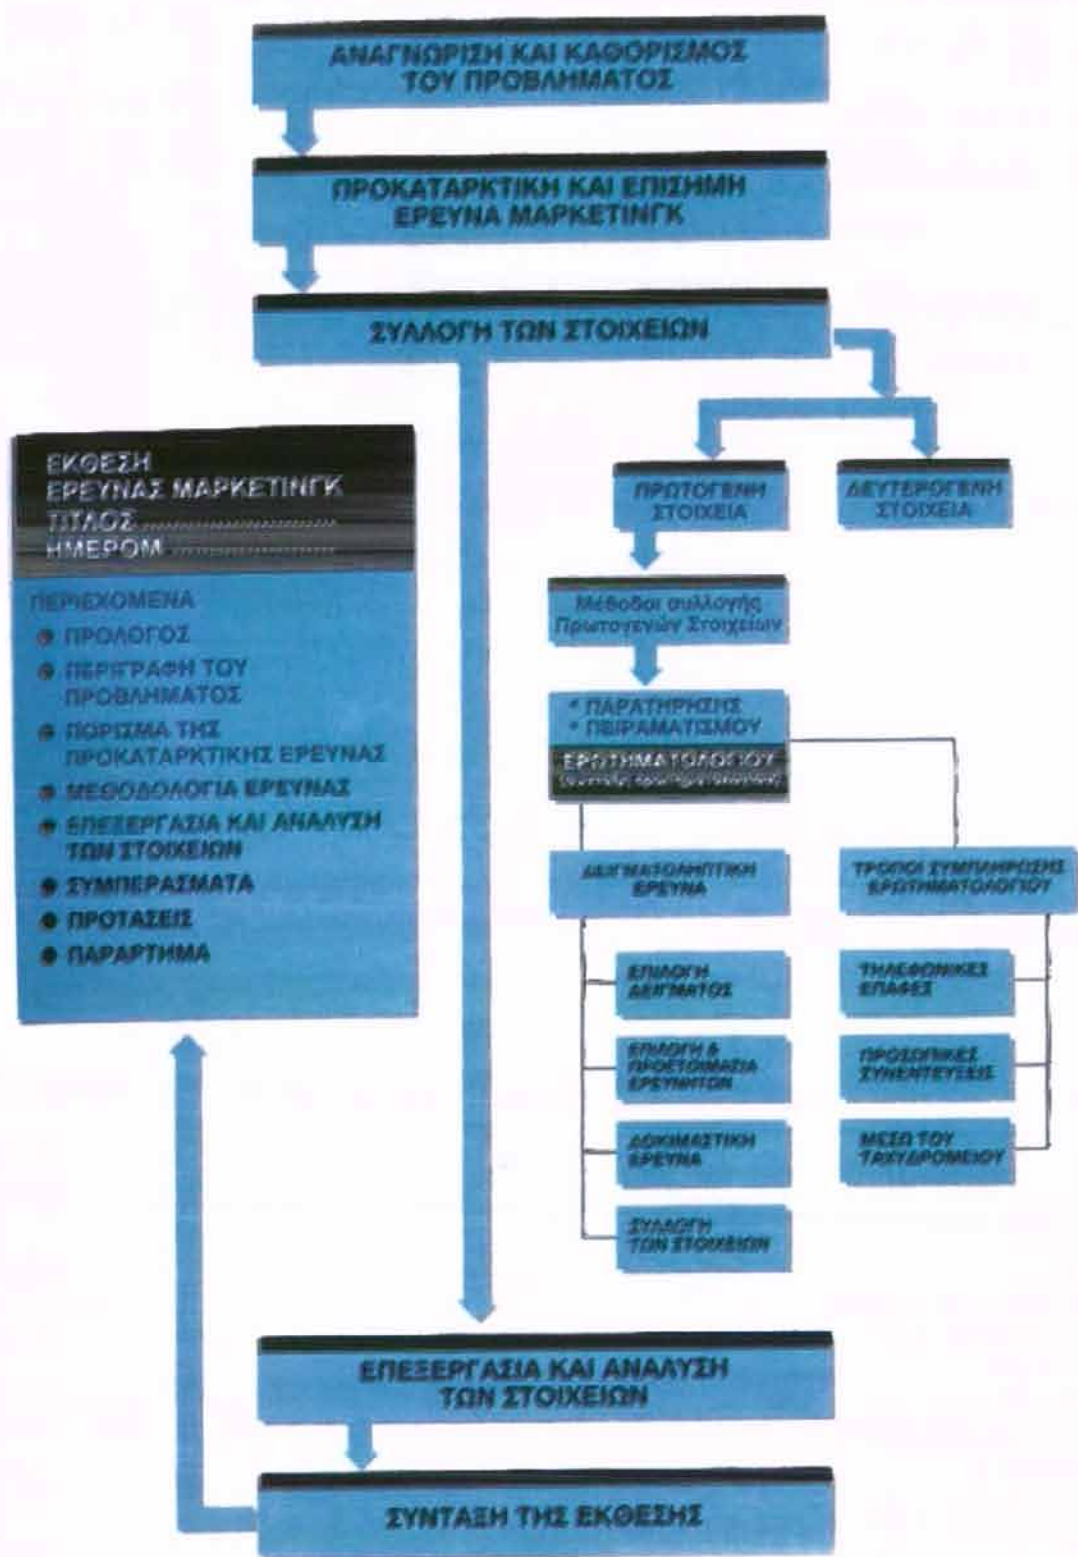 ΑΝΑΓΝΩΡΙΣΗ ΚΑΙ ΚΑΘΟΡΙΣΜΟΣ
ΤΟΥ ΠΡΟΒΛΗΜΑΤΟΣ
ΠΡΟΚΑΤΑΡΚΤΙΚΗ ΚΑΙ ΕΠΙΣΗΜΗ
ΕΡΕΥΝΑ ΜΑΡΚΕΤΙΝΓΚ
ΣΥΛΛΟΓΗ ΤΩΝ ΣΤΟΙΧΕΙΩΝ
ΠΡΩΤΟΓΕΝΗ
ΣΤΟΙΧΕΙΑ
ΔΕΥΤΕΡΟΓΕΝΗ
ΣΤΟΙΧΕΙΑ
Μέθοδοι συλλογής
Πρωτογενών Στοιχείων
* ΠΑΡΑΤΗΡΗΣΗΣ
* ΠΕΙΡΑΜΑΤΙΣΜΟΥ
ΕΡΩΤΗΜΑΤΟΛΟΓΙΟΥ
ΔΕΙΓΜΑΤΟΛΗΠΤΙΚΗ
ΕΡΕΥΝΑ
ΕΠΙΛΟΓΗ
ΔΕΙΓΜΑΤΟΣ
ΕΠΙΛΟΓΗ &
ΠΡΟΕΤΟΙΜΑΣΙΑ
ΕΡΕΥΝΗΤΩΝ
ΔΟΚΙΜΑΣΤΙΚΗ
ΕΡΕΥΝΑ
ΣΥΛΛΟΓΗ
ΤΩΝ ΣΤΟΙΧΕΙΩΝ
ΤΡΟΠΟΙ ΣΥΜΠΛΗΡΩΣΗΣ
ΕΡΩΤΗΜΑΤΟΛΟΓΙΟΥ
ΤΗΛΕΦΩΝΙΚΕΣ
ΕΠΑΦΕΣ
ΠΡΟΣΩΠΙΚΕΣ
ΣΥΝΕΝΤΕΥΞΕΙΣ
ΜΕΣΩ ΤΟΥ
ΤΑΧΥΔΡΟΜΕΙΟΥ
ΕΚΘΕΣΗ
ΕΡΕΥΝΑΣ ΜΑΡΚΕΤΙΝΓΚ
ΤΙΤΛΟΣ..........................
ΗΜΕΡΟΜ......................
ΠΕΡΙΕΧΟΜΕΝΑ
● ΠΡΟΛΟΓΟΣ
● ΠΕΡΙΓΡΑΦΗ ΤΟΥ
ΠΡΟΒΛΗΜΑΤΟΣ
● ΠΟΡΙΣΜΑ ΤΗΣ
ΠΡΟΚΑΤΑΡΚΤΙΚΗΣ ΕΡΕΥΝΑΣ
● ΜΕΘΟΔΟΛΟΓΙΑ ΕΡΕΥΝΑΣ
● ΕΠΕΞΕΡΓΑΣΙΑ ΚΑΙ ΑΝΑΛΥΣΗ
ΤΩΝ ΣΤΟΙΧΕΙΩΝ
● ΣΥΜΠΕΡΑΣΜΑΤΑ
● ΠΡΟΤΑΣΕΙΣ
● ΠΑΡΑΡΤΗΜΑ
ΕΠΕΞΕΡΓΑΣΙΑ ΚΑΙ ΑΝΑΛΥΣΗ
ΤΩΝ ΣΤΟΙΧΕΙΩΝ
ΣΥΝΤΑΞΗ ΤΗΣ ΕΚΘΕΣΗΣ